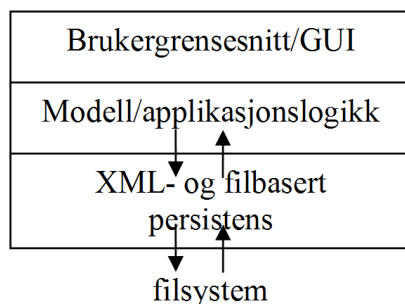 Brukergrensesnitt/GUI
Modell/applikasjonslogikk
XML- og filbasert
persistens
filsystem